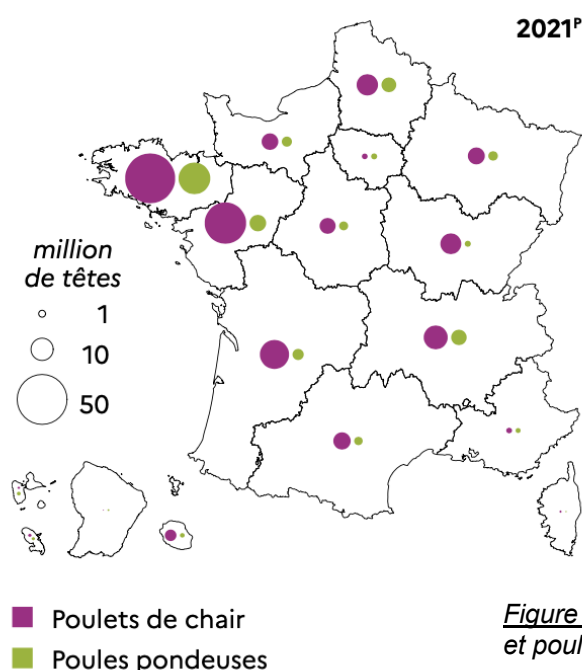 2021ᴾ
million
de têtes
1
10
50
Poulets de chair
Poules pondeuses
Figure
et poul